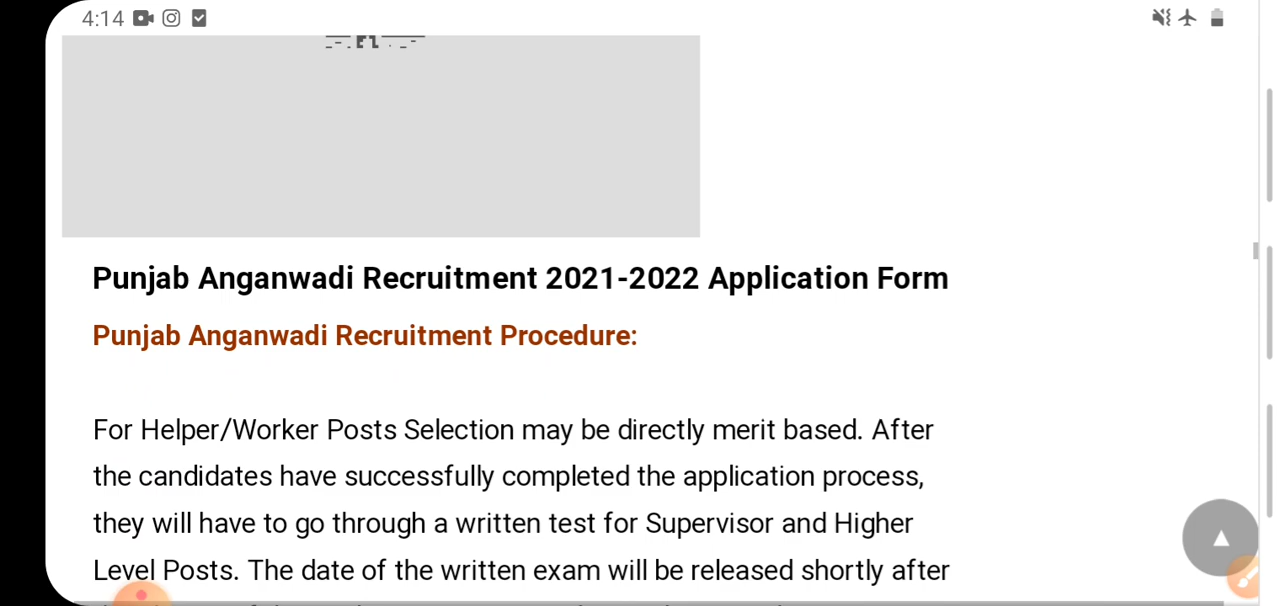 4:14
Punjab Anganwadi Recruitment 2021-2022 Application Form
Punjab Anganwadi Recruitment Procedure:
For Helper/Worker Posts Selection may be directly merit based. After
the candidates have successfully completed the application process,
they will have to go through a written test for Supervisor and Higher
Level Posts. The date of the written exam will be released shortly after